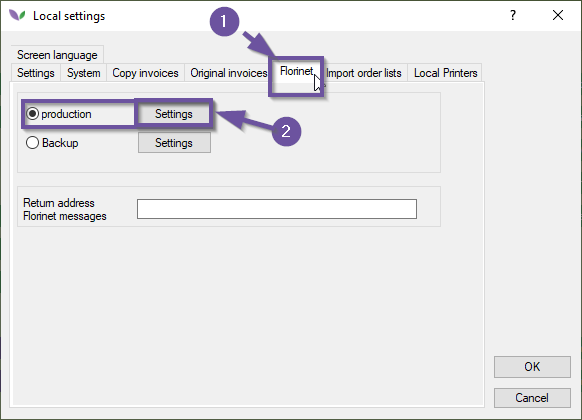 Local settings
?
1
Screen language
Settings System Copy invoices Original invoices Florinet Import order lists Local Printers
production Settings
2
Backup Settings
Return address
Florinet messages
OK
Cancel